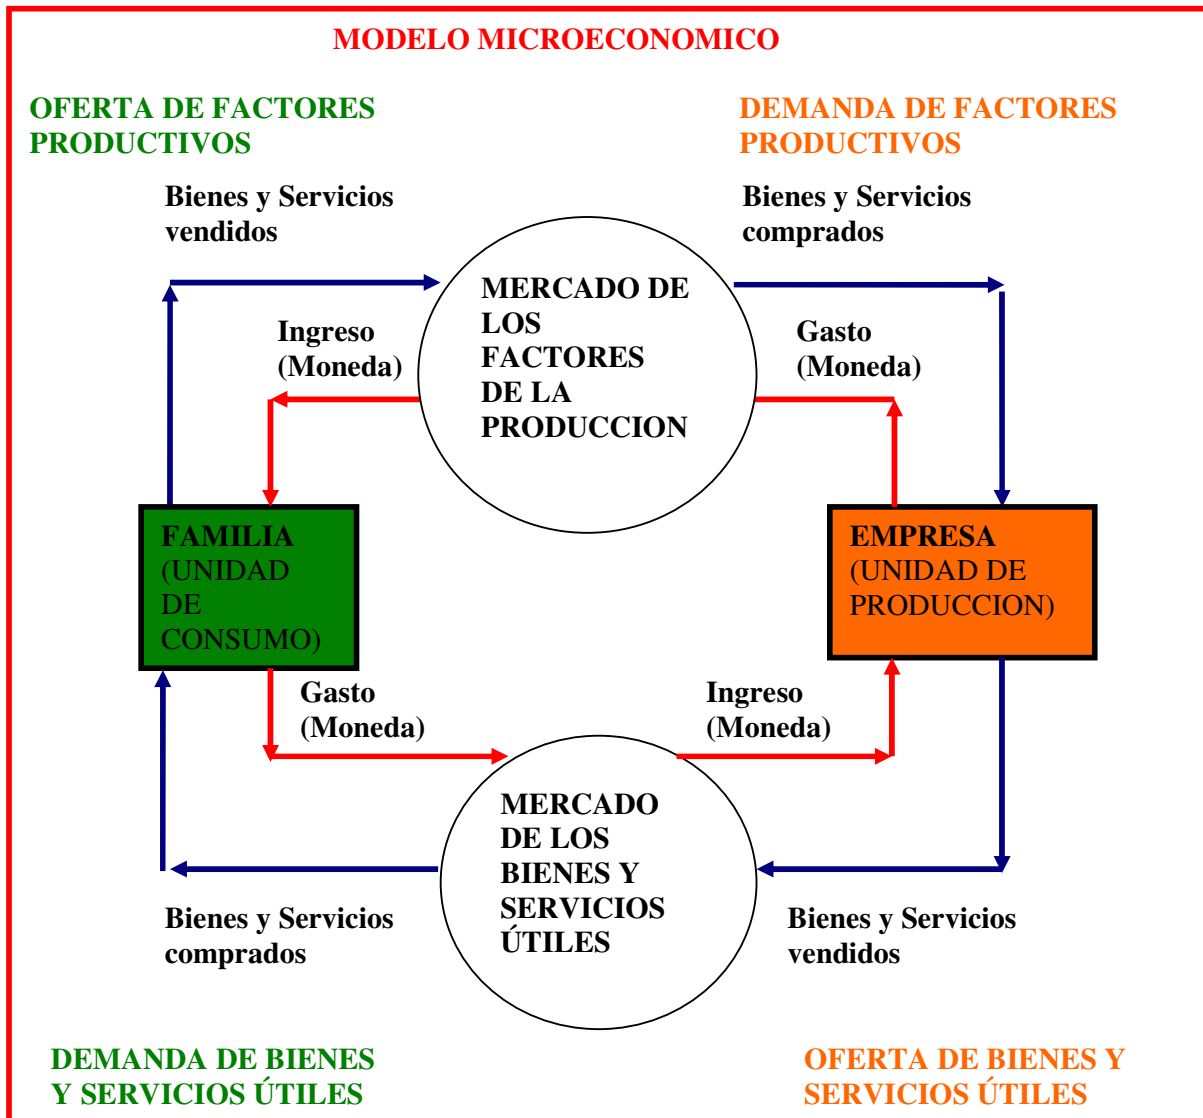 MODELO MICROECONOMICO
OFERTA DE FACTORES
PRODUCTIVOS
DEMANDA DE FACTORES
PRODUCTIVOS
Bienes y Servicios
vendidos
Bienes y Servicios
comprados
MERCADO DE
LOS
FACTORES
DE LA
PRODUCCION
Ingreso
(Moneda)
Gasto
(Moneda)
FAMILIA
(UNIDAD
DE
CONSUMO)
EMPRESA
(UNIDAD DE
PRODUCCION)
Gasto
(Moneda)
Ingreso
(Moneda)
MERCADO
DE LOS
BIENES Y
SERVICIOS
ÚTILES
Bienes y Servicios
comprados
Bienes y Servicios
vendidos
DEMANDA DE BIENES
Y SERVICIOS ÚTILES
OFERTA DE BIENES Y
SERVICIOS ÚTILES